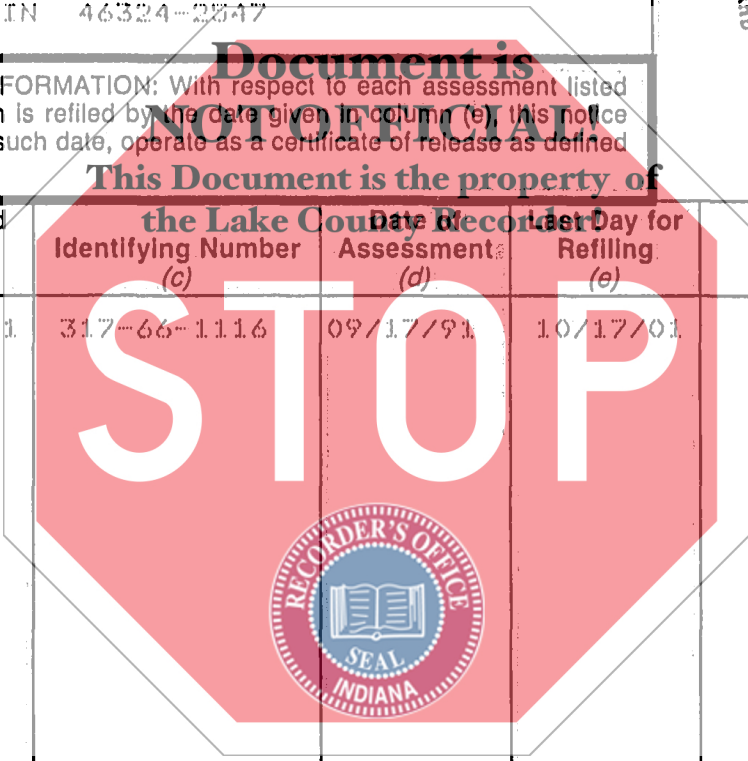 IN 46324-2547
Document is
FORMATION: With respect to each assessment listed
is refiled by the date given in column (e), this notice
NOT OFFICIAL!
such date, operate as a certificate of release as defined
This Document is the property of
the Lake County Recorder!
Identifying Number
(c)
Date of
Assessment
(d)
Last Day for
Refiling
(e)
1 317-66-1116 09/17/91 10/17/01
STOP
RECORDER'S OFFICE
SEAL
INDIANA